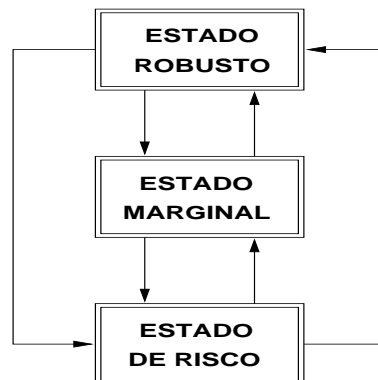 ESTADO
ROBUSTO
ESTADO
MARGINAL
ESTADO
DE RISCO